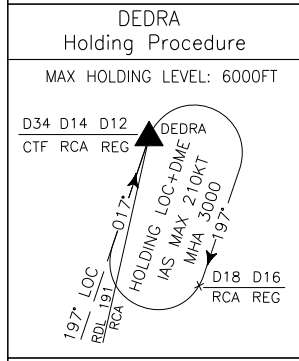 DEDRA
Holding Procedure
MAX HOLDING LEVEL: 6000FT
D34 D14 D12
CTF RCA REG
DEDRA
017°
HOLDING LOC+DME
IAS MAX 210KT
MHA 3000
197°
D18 D16
RCA REG
197° LOC
RDL 191
RCA